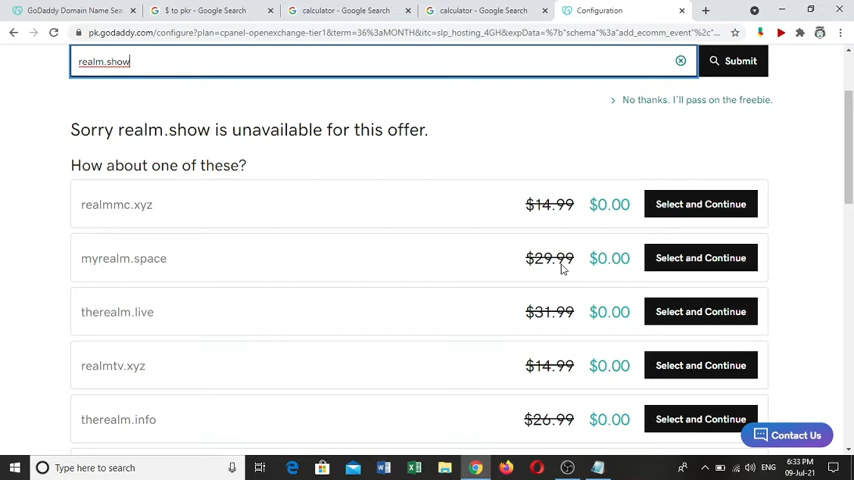 GoDaddy Domain Name Sea
$ to pkr - Google Search
calculator - Google Search
calculator - Google Search
Configuration
pk.godaddy.com/configure?plan=cpanel-openexchange-tier1&term=36%3aMONTH&itc=slp_hosting_4GH&expData=%7b"schema"%3a"add_ecomm_event"%2c"...
realm.show
Submit
No thanks. I'll pass on the freebie.
Sorry realm.show is unavailable for this offer.
How about one of these?
realmmc.xyz $14.99 $0.00 Select and Continue
myrealm.space $29.99 $0.00 Select and Continue
therealm.live $31.99 $0.00 Select and Continue
realmtv.xyz $14.99 $0.00 Select and Continue
therealm.info $26.99 $0.00 Select and Continue
Contact Us
Type here to search
ENG
6:33 PM
09-Jul-21